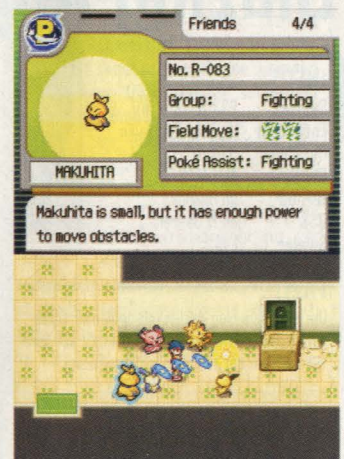 P
Friends 4/4
No. R-083
Group: Fighting
Field Move:
MAKUHITA
Poké Assist: Fighting
Makuhita is small, but it has enough power
to move obstacles.